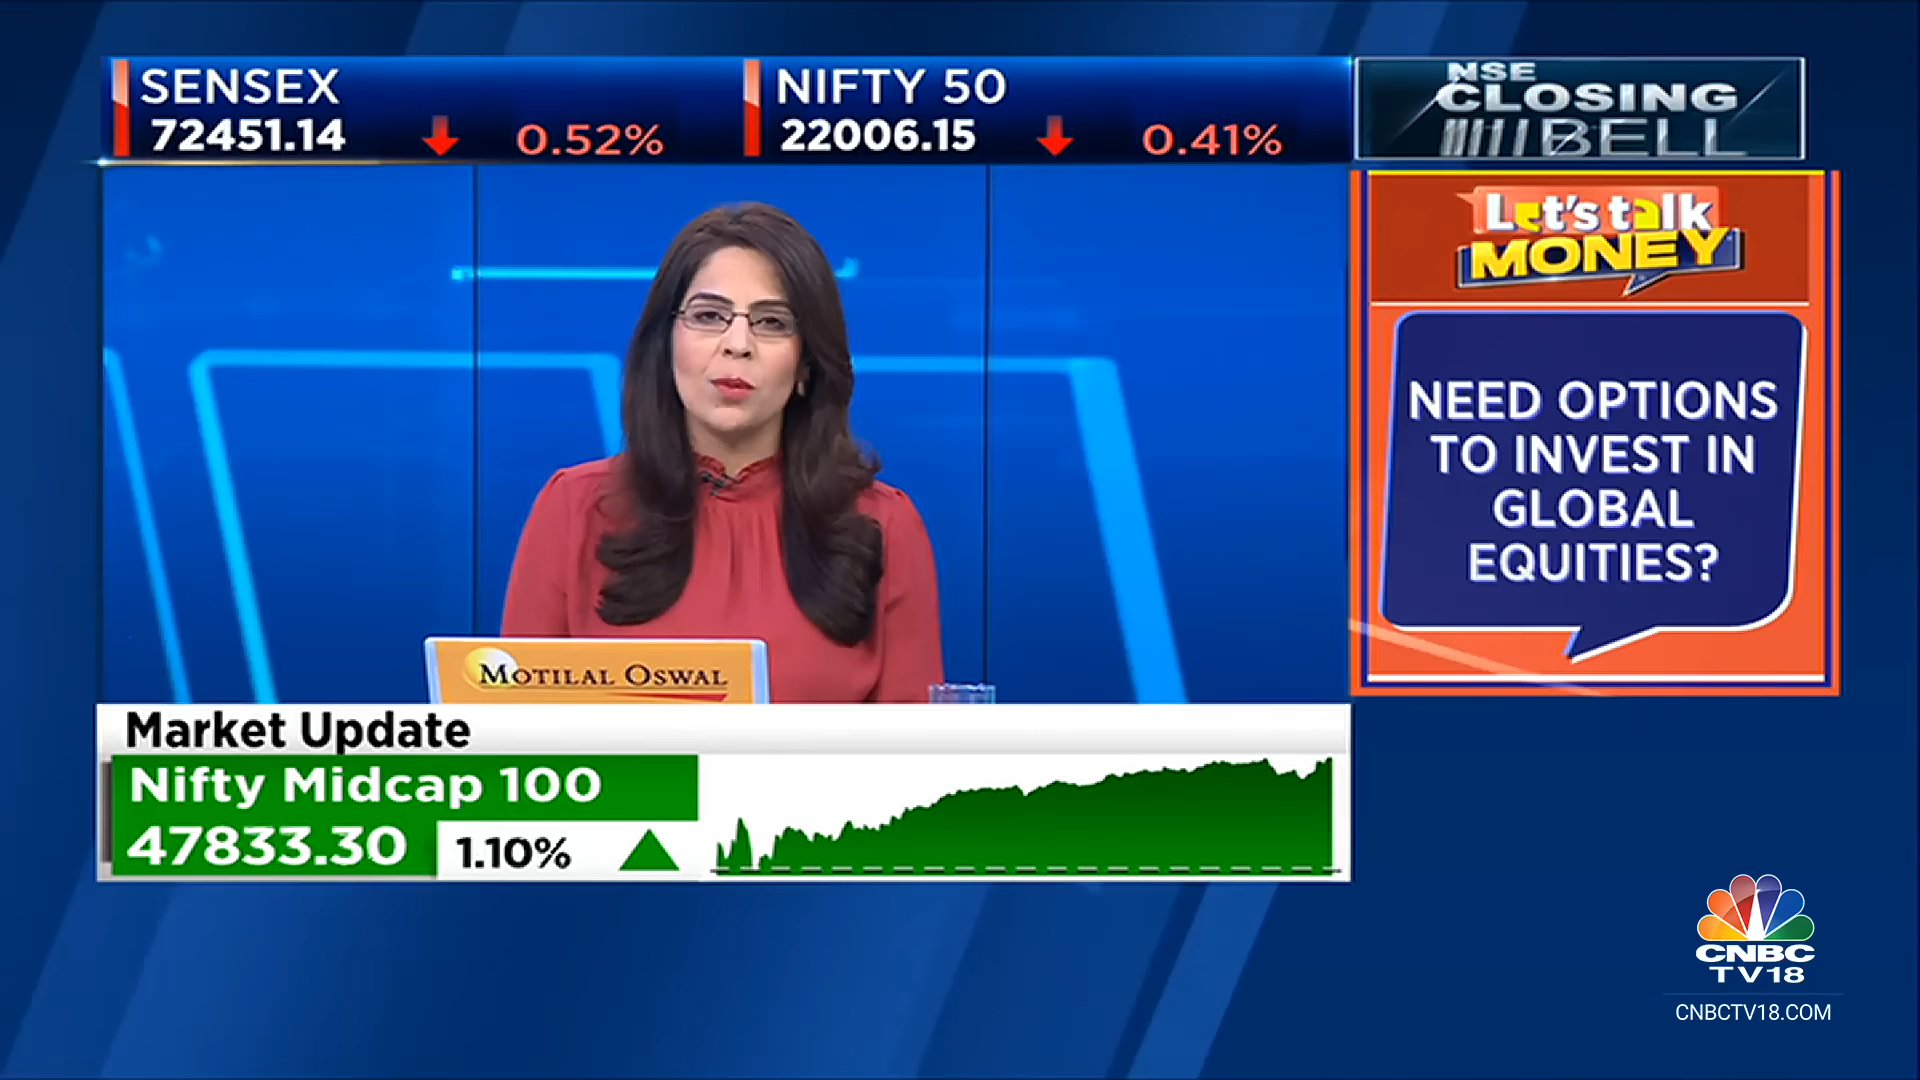 SENSEX
72451.14 0.52%
NIFTY 50
22006.15 0.41%
NSE
CLOSING
BELL
Let's talk
MONEY
NEED OPTIONS
TO INVEST IN
GLOBAL
EQUITIES?
MOTILAL OSWAL
Market Update
Nifty Midcap 100
47833.30 1.10%
CNBC
TV18
CNBCTV18.COM